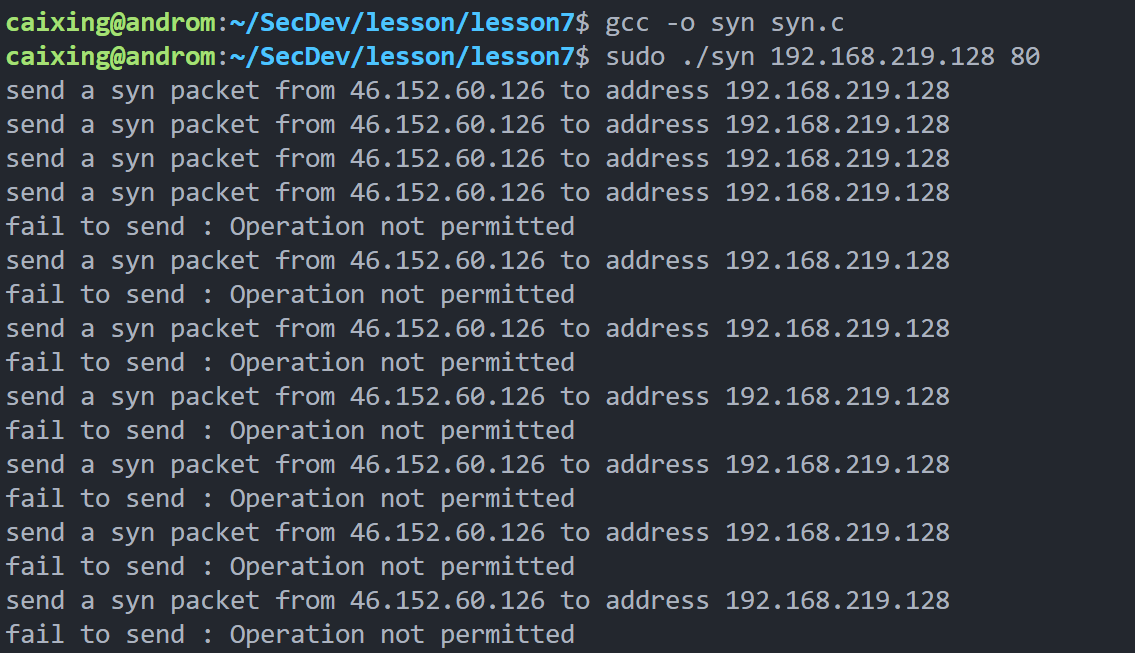 caixing@androm:~/SecDev/lesson/lesson7$ gcc -o syn syn.c
caixing@androm:~/SecDev/lesson/lesson7$ sudo ./syn 192.168.219.128 80
send a syn packet from 46.152.60.126 to address 192.168.219.128
send a syn packet from 46.152.60.126 to address 192.168.219.128
send a syn packet from 46.152.60.126 to address 192.168.219.128
send a syn packet from 46.152.60.126 to address 192.168.219.128
fail to send : Operation not permitted
send a syn packet from 46.152.60.126 to address 192.168.219.128
fail to send : Operation not permitted
send a syn packet from 46.152.60.126 to address 192.168.219.128
fail to send : Operation not permitted
send a syn packet from 46.152.60.126 to address 192.168.219.128
fail to send : Operation not permitted
send a syn packet from 46.152.60.126 to address 192.168.219.128
fail to send : Operation not permitted
send a syn packet from 46.152.60.126 to address 192.168.219.128
fail to send : Operation not permitted
send a syn packet from 46.152.60.126 to address 192.168.219.128
fail to send : Operation not permitted